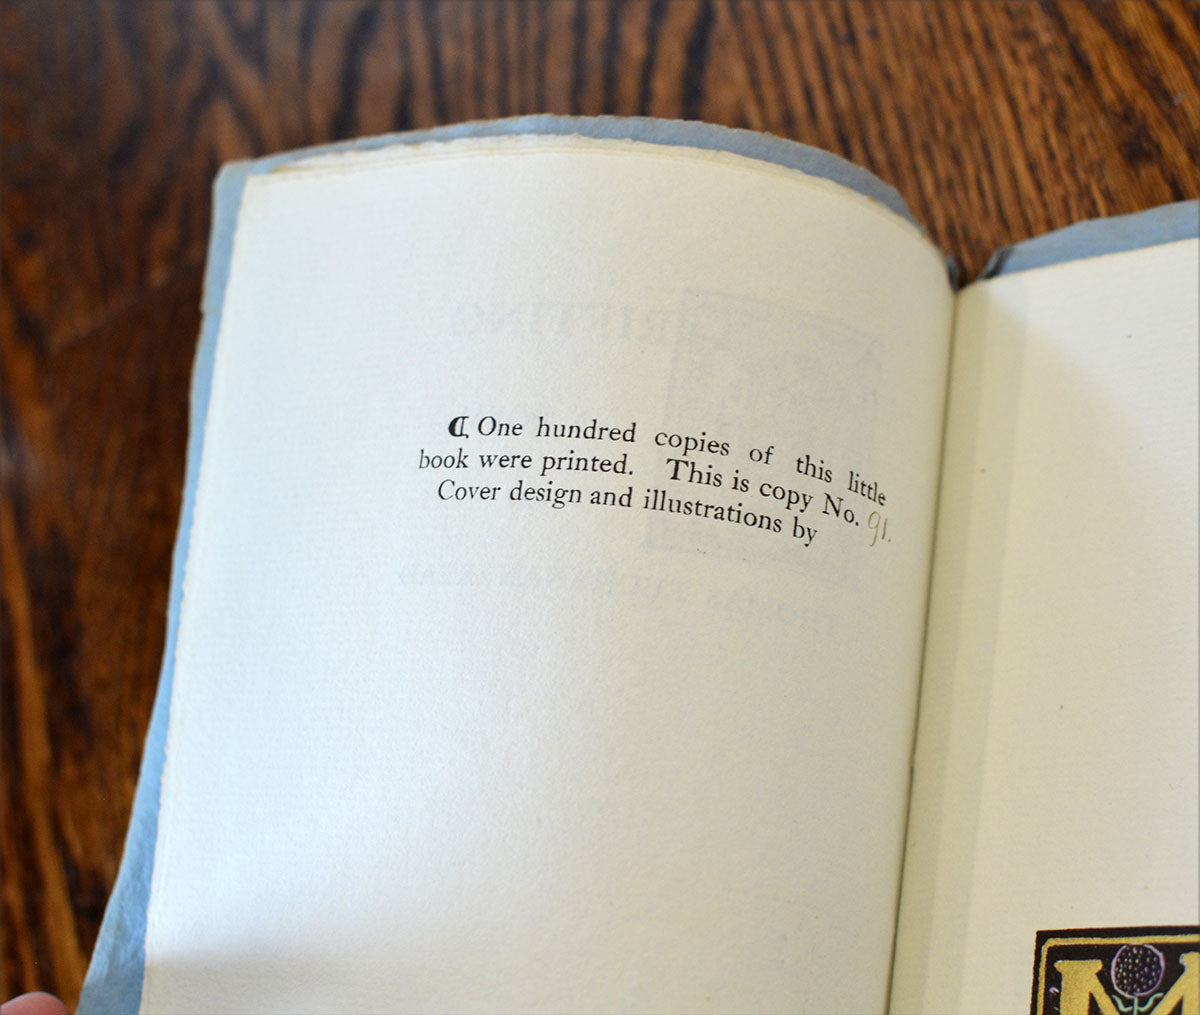 ⁋ One hundred copies of this little
book were printed. This is copy No. 91.
Cover design and illustrations by
M